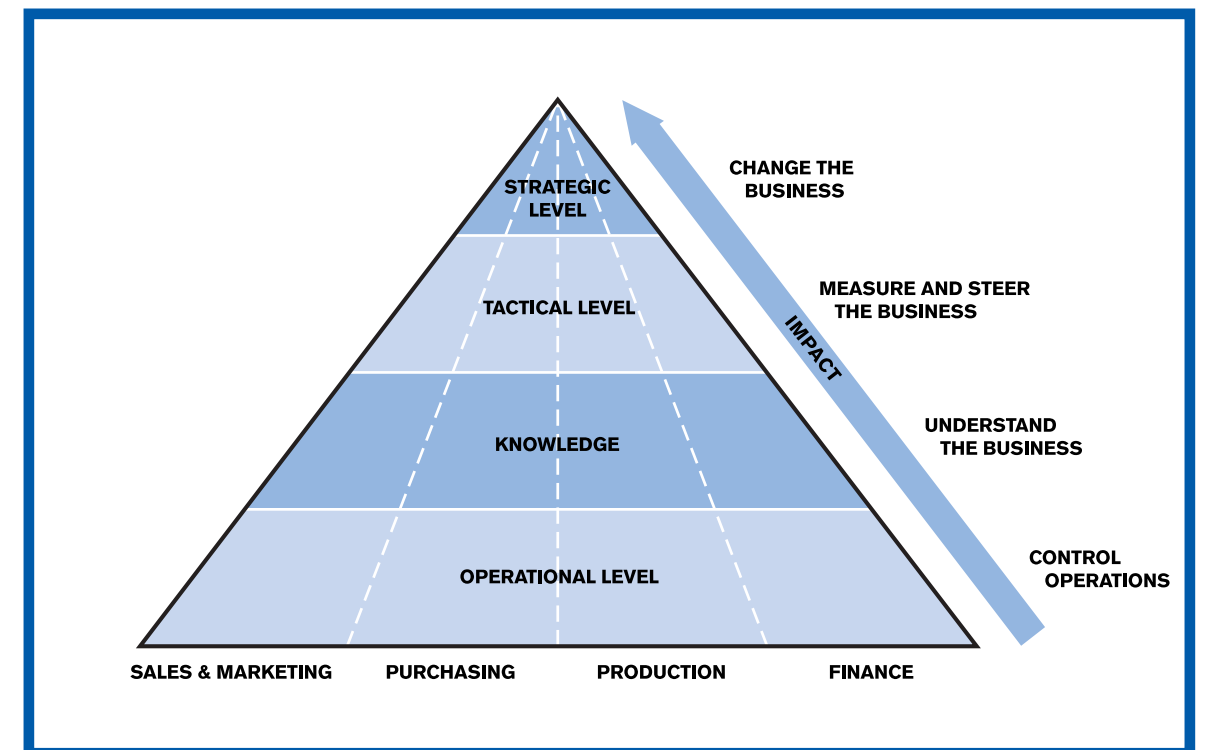 CHANGE THE
BUSINESS
STRATEGIC
LEVEL
MEASURE AND STEER
THE BUSINESS
TACTICAL LEVEL
IMPACT
UNDERSTAND
THE BUSINESS
KNOWLEDGE
CONTROL
OPERATIONS
OPERATIONAL LEVEL
SALES & MARKETING
PURCHASING
PRODUCTION
FINANCE